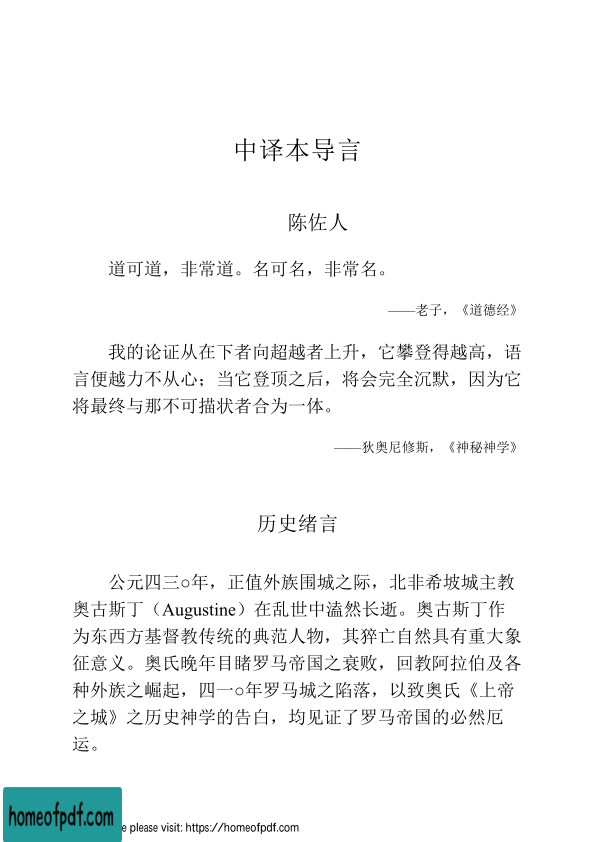 中译本导言
陈佐人
道可道，非常道。名可名，非常名。
——老子，《道德经》
我的论证从在下者向超越者上升，它攀登得越高，语
言便越力不从心；当它登顶之后，将会完全沉默，因为它
将最终与那不可描状者合为一体。
——狄奥尼修斯，《神秘神学》
历史绪言
公元四三○年，正值外族围城之际，北非希坡城主教
奥古斯丁（Augustine）在乱世中溘然长逝。奥古斯丁作
为东西方基督教传统的典范人物，其猝亡自然具有重大象
征意义。奥氏晚年目睹罗马帝国之衰败，回教阿拉伯及各
种外族之崛起，四一○年罗马城之陷落，以致奥氏《上帝
之城》之历史神学的告白，均见证了罗马帝国的必然厄
运。
homeofpdf.com
e please visit: https://homeofpdf.com